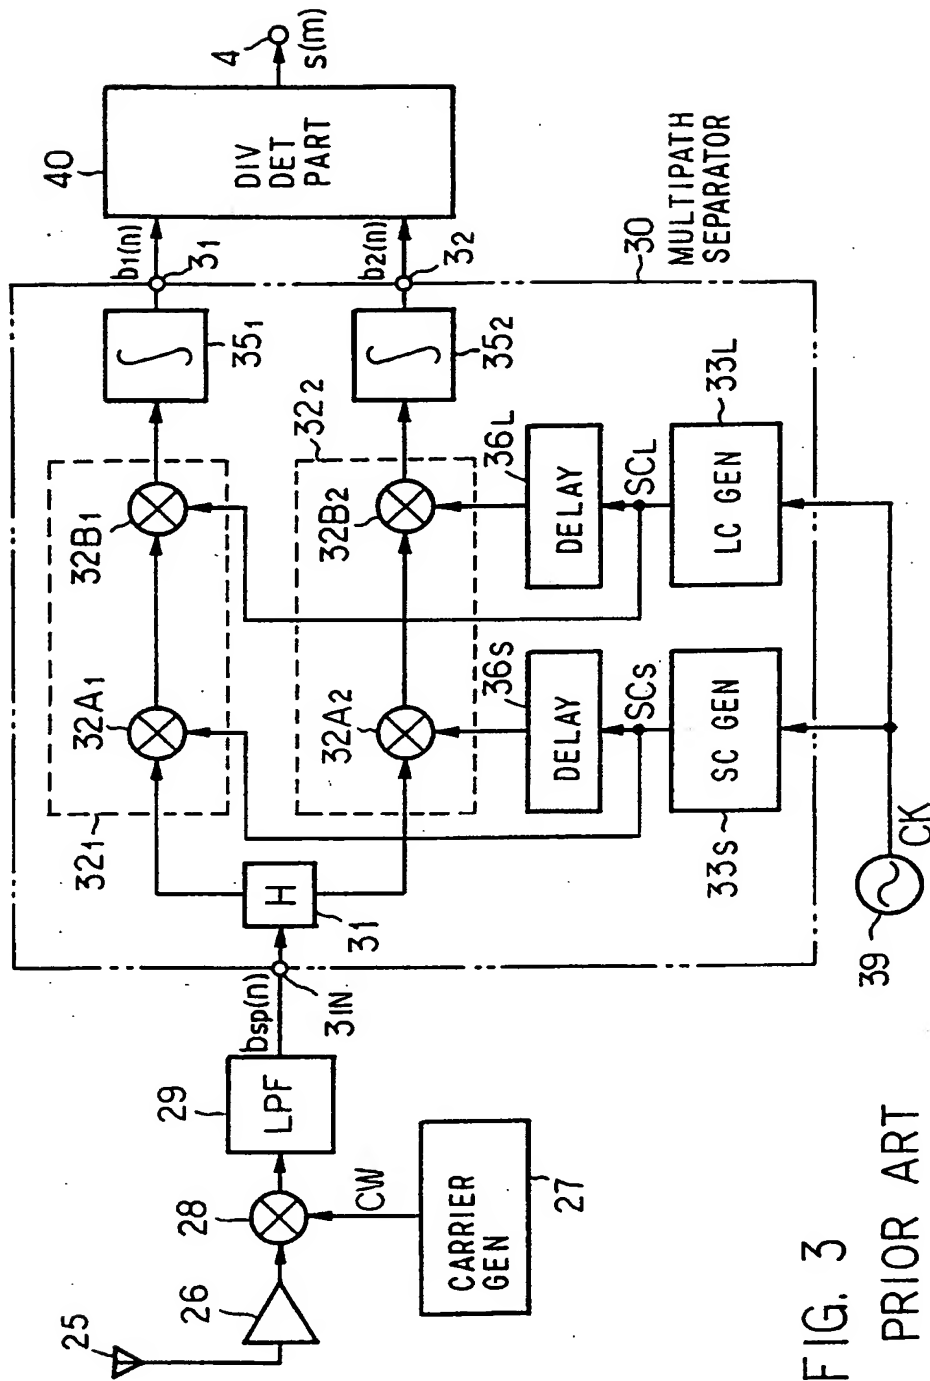 25
26
28
29
LPF
CW
CARRIER
GEN
27
bsp(n)
3IN
H
31
321
32A1
32B1
351
b1(n)
31
322
32A2
32B2
352
b2(n)
32
40
DIV
DET
PART
4
s(m)
36S
DELAY
SCS
SC GEN
33S
36L
DELAY
SCL
LC GEN
33L
30
MULTIPATH
SEPARATOR
39
CK
FIG. 3
PRIOR ART